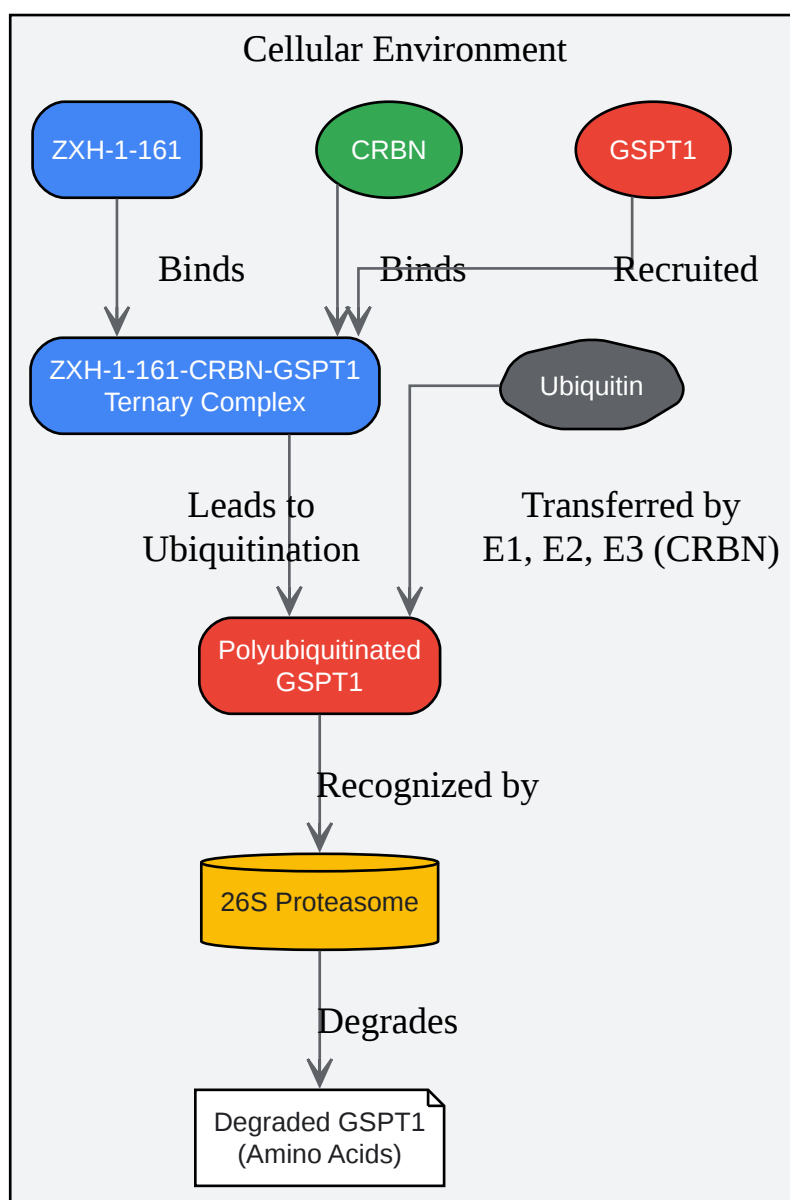 Cellular Environment
ZXH-1-161
CRBN
GSPT1
Binds
Binds
Recruited
ZXH-1-161-CRBN-GSPT1
Ternary Complex
Ubiquitin
Leads to
Ubiquitination
Transferred by
E1, E2, E3 (CRBN)
Polyubiquitinated
GSPT1
Recognized by
26S Proteasome
Degrades
Degraded GSPT1
(Amino Acids)